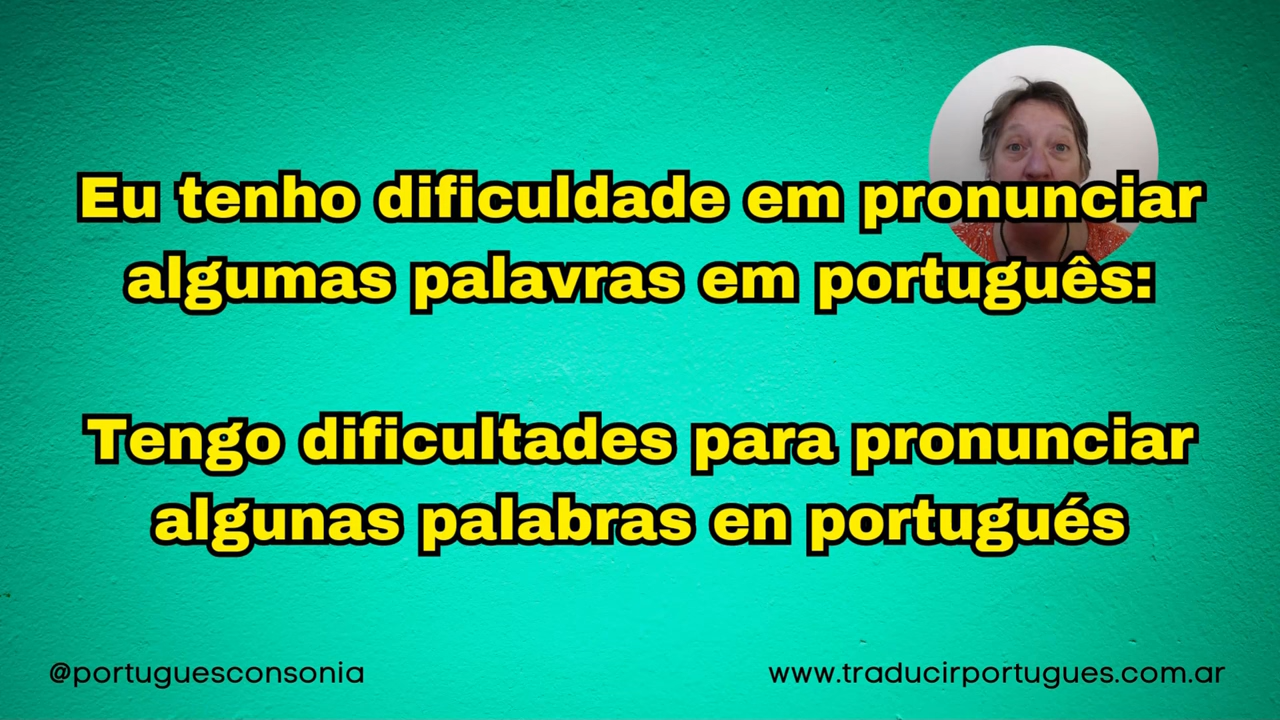 Eu tenho dificuldade em pronunciar
algumas palavras em português:
Tengo dificultades para pronunciar
algunas palabras en portugués
@portuguesconsonia
www.traducirportugues.com.ar